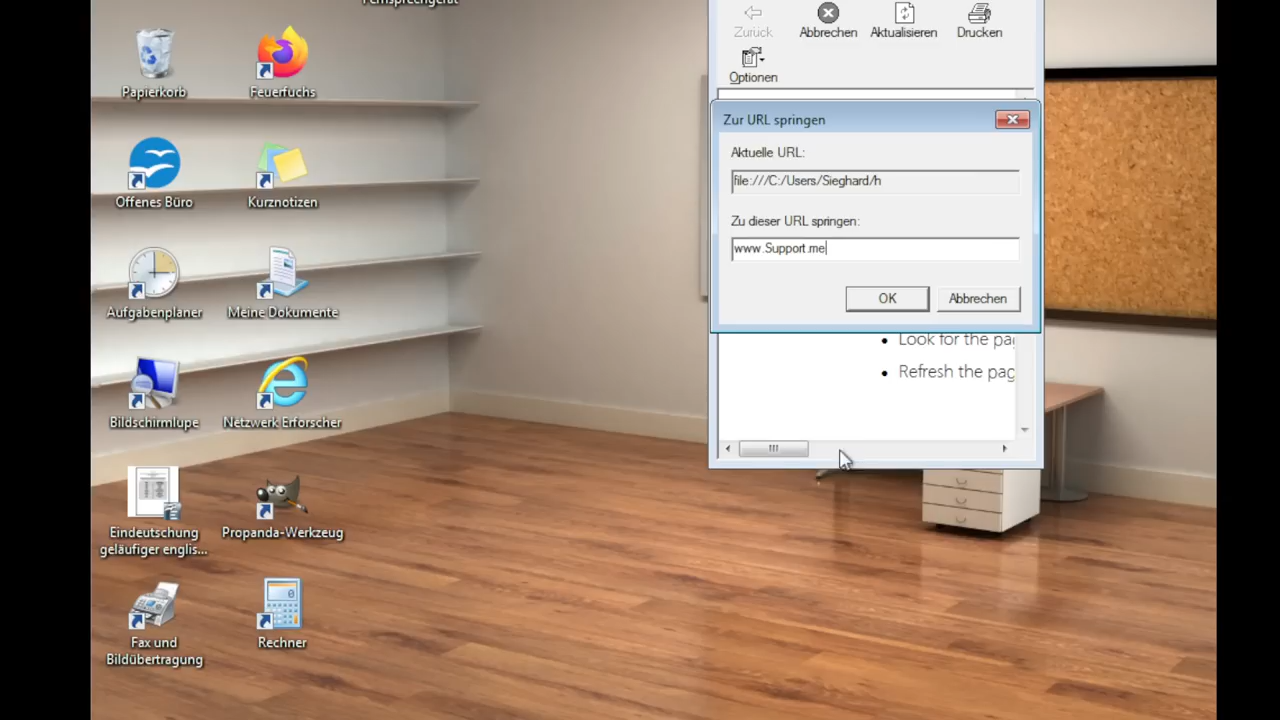 Fernsprechgerät
Papierkorb
Feuerfuchs
Offenes Büro
Kurznotizen
Aufgabenplaner
Meine Dokumente
Bildschirmlupe
Netzwerk Erforscher
Eindeutschung
geläufiger englis...
Propanda-Werkzeug
Fax und
Bildübertragung
Rechner
Zurück
Abbrechen
Aktualisieren
Drucken
Optionen
Zur URL springen
Aktuelle URL:
file:///C:/Users/Sieghard/h
Zu dieser URL springen:
www.Support.me
OK
Abbrechen
Look for the pa
Refresh the pag